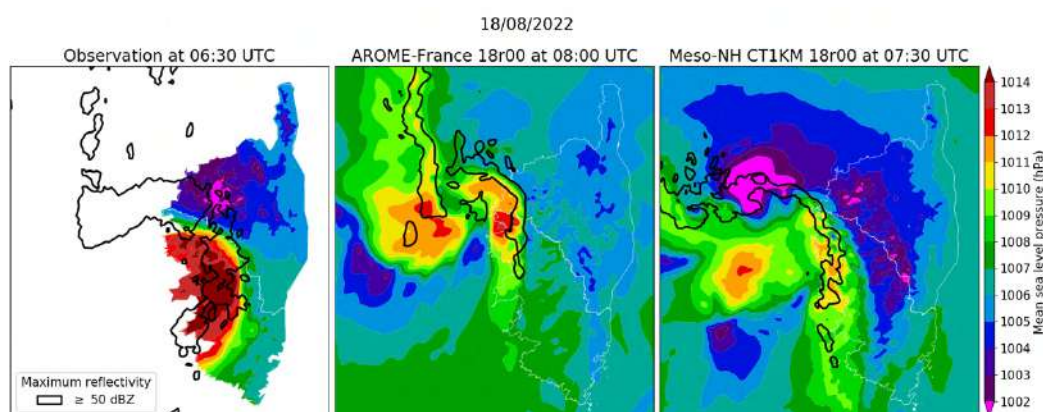 18/08/2022
Observation at 06:30 UTC
AROME-France 18r00 at 08:00 UTC
Meso-NH CT1KM 18r00 at 07:30 UTC
Maximum reflectivity
≥ 50 dBZ
1014
1013
1012
1011
1010
1009
1008
1007
1006
1005
1004
1003
1002
Mean sea level pressure (hPa)